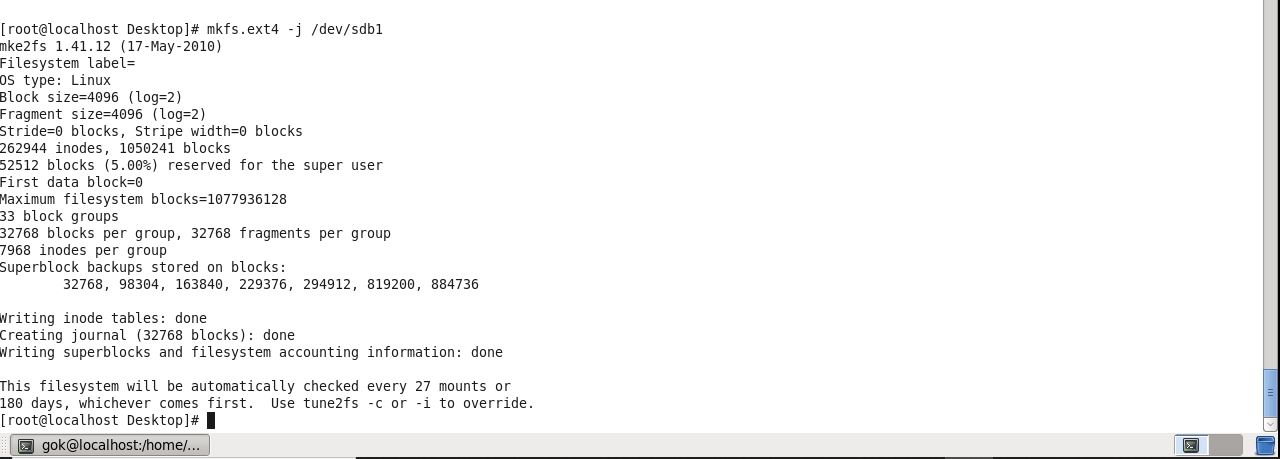 [root@localhost Desktop]# mkfs.ext4 -j /dev/sdb1
mke2fs 1.41.12 (17-May-2010)
Filesystem label=
OS type: Linux
Block size=4096 (log=2)
Fragment size=4096 (log=2)
Stride=0 blocks, Stripe width=0 blocks
262944 inodes, 1050241 blocks
52512 blocks (5.00%) reserved for the super user
First data block=0
Maximum filesystem blocks=1077936128
33 block groups
32768 blocks per group, 32768 fragments per group
7968 inodes per group
Superblock backups stored on blocks:
        32768, 98304, 163840, 229376, 294912, 819200, 884736

Writing inode tables: done
Creating journal (32768 blocks): done
Writing superblocks and filesystem accounting information: done

This filesystem will be automatically checked every 27 mounts or
180 days, whichever comes first.  Use tune2fs -c or -i to override.
[root@localhost Desktop]#
gok@localhost:/home/...